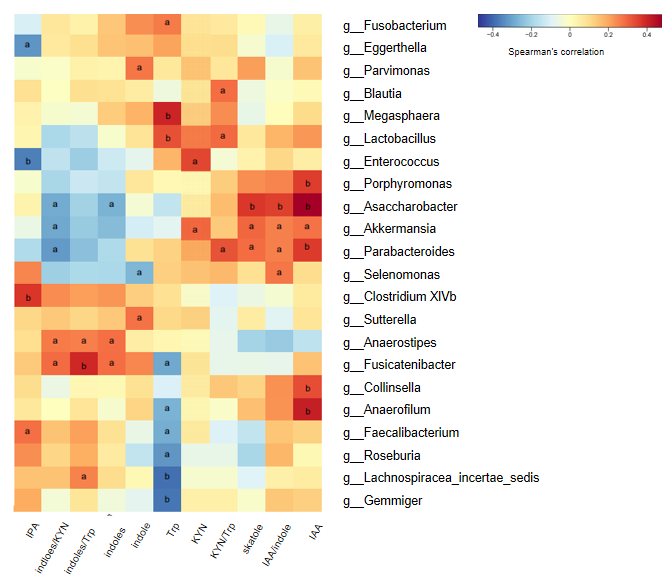 -0.4 -0.2 0 0.2 0.4
Spearman's correlation
a g__Fusobacterium
a g__Eggerthella
a g__Parvimonas
a g__Blautia
b g__Megasphaera
b a g__Lactobacillus
b a g__Enterococcus
b g__Porphyromonas
a a b b b g__Asaccharobacter
a a a a a g__Akkermansia
a a a a b g__Parabacteroides
a a g__Selenomonas
b g__Clostridium XIVb
a g__Sutterella
a a a g__Anaerostipes
a b a a g__Fusicatenibacter
b g__Collinsella
a b g__Anaerofilum
a a g__Faecalibacterium
a g__Roseburia
a b g__Lachnospiracea_incertae_sedis
b g__Gemmiger
IPA indloes/KYN indoles/Trp indoles indole Trp KYN KYN/Trp skatole IAA/indole IAA